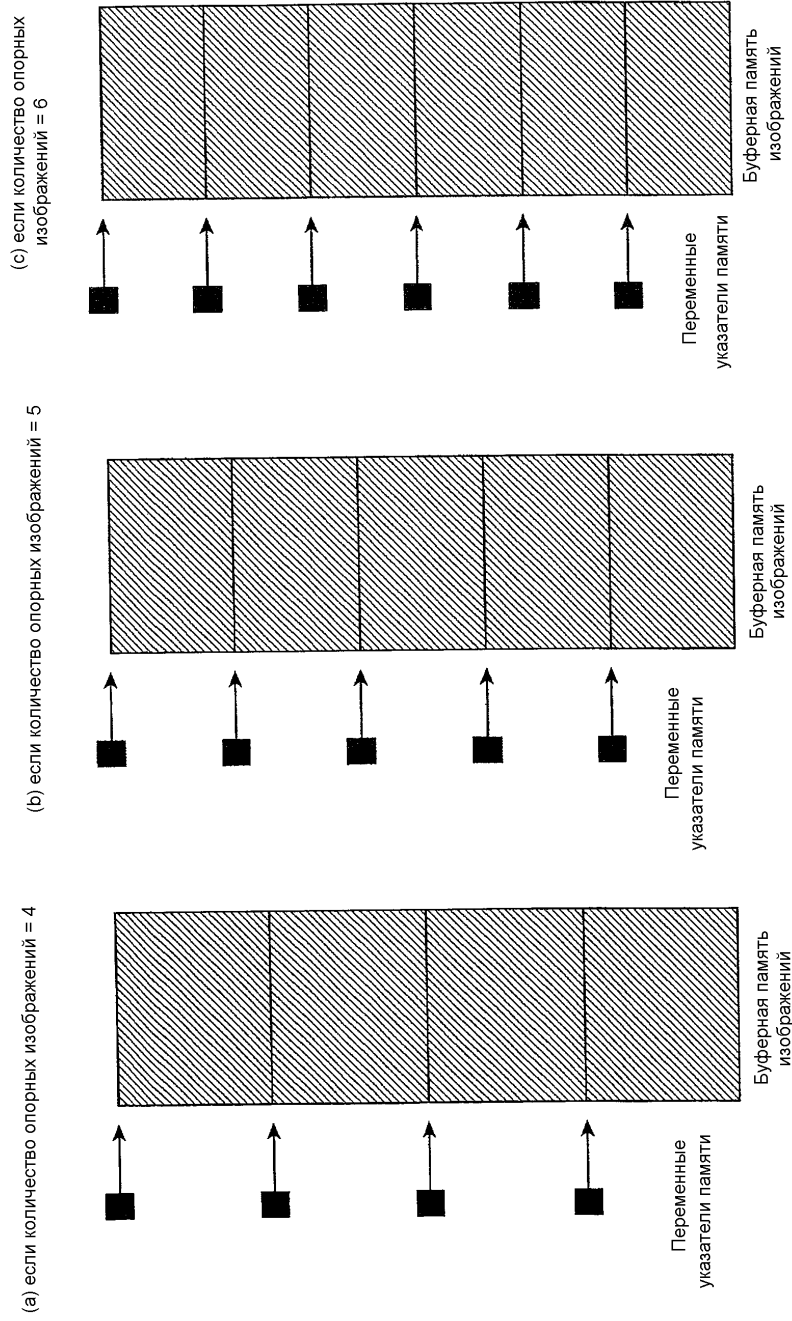 (a) если количество опорных изображений = 4
Переменные
указатели памяти
Буферная память
изображений
(b) если количество опорных изображений = 5
Переменные
указатели памяти
Буферная память
изображений
(c) если количество опорных
изображений = 6
Переменные
указатели памяти
Буферная память
изображений